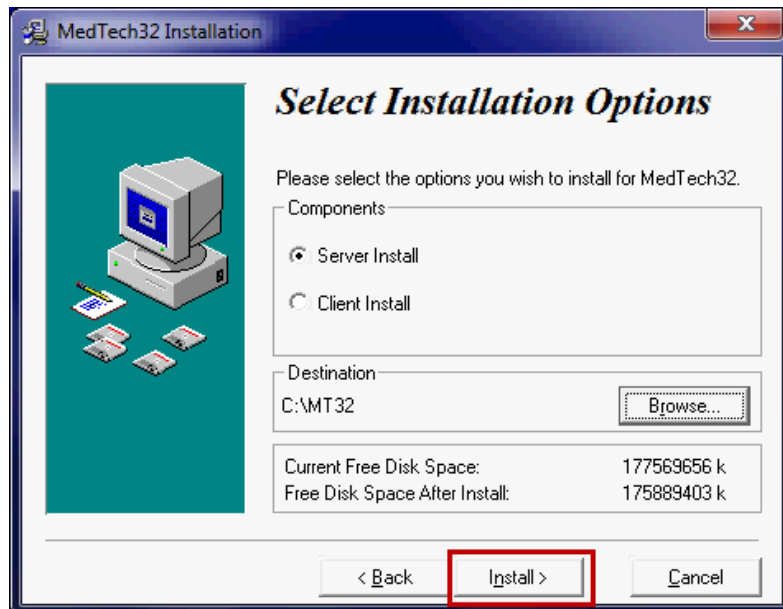 MedTech32 Installation
Select Installation Options
Please select the options you wish to install for MedTech32.
Components
Server Install
Client Install
Destination
C:\MT32
Browse...
Current Free Disk Space: 177569656 k
Free Disk Space After Install: 175889403 k
< Back Install > Cancel